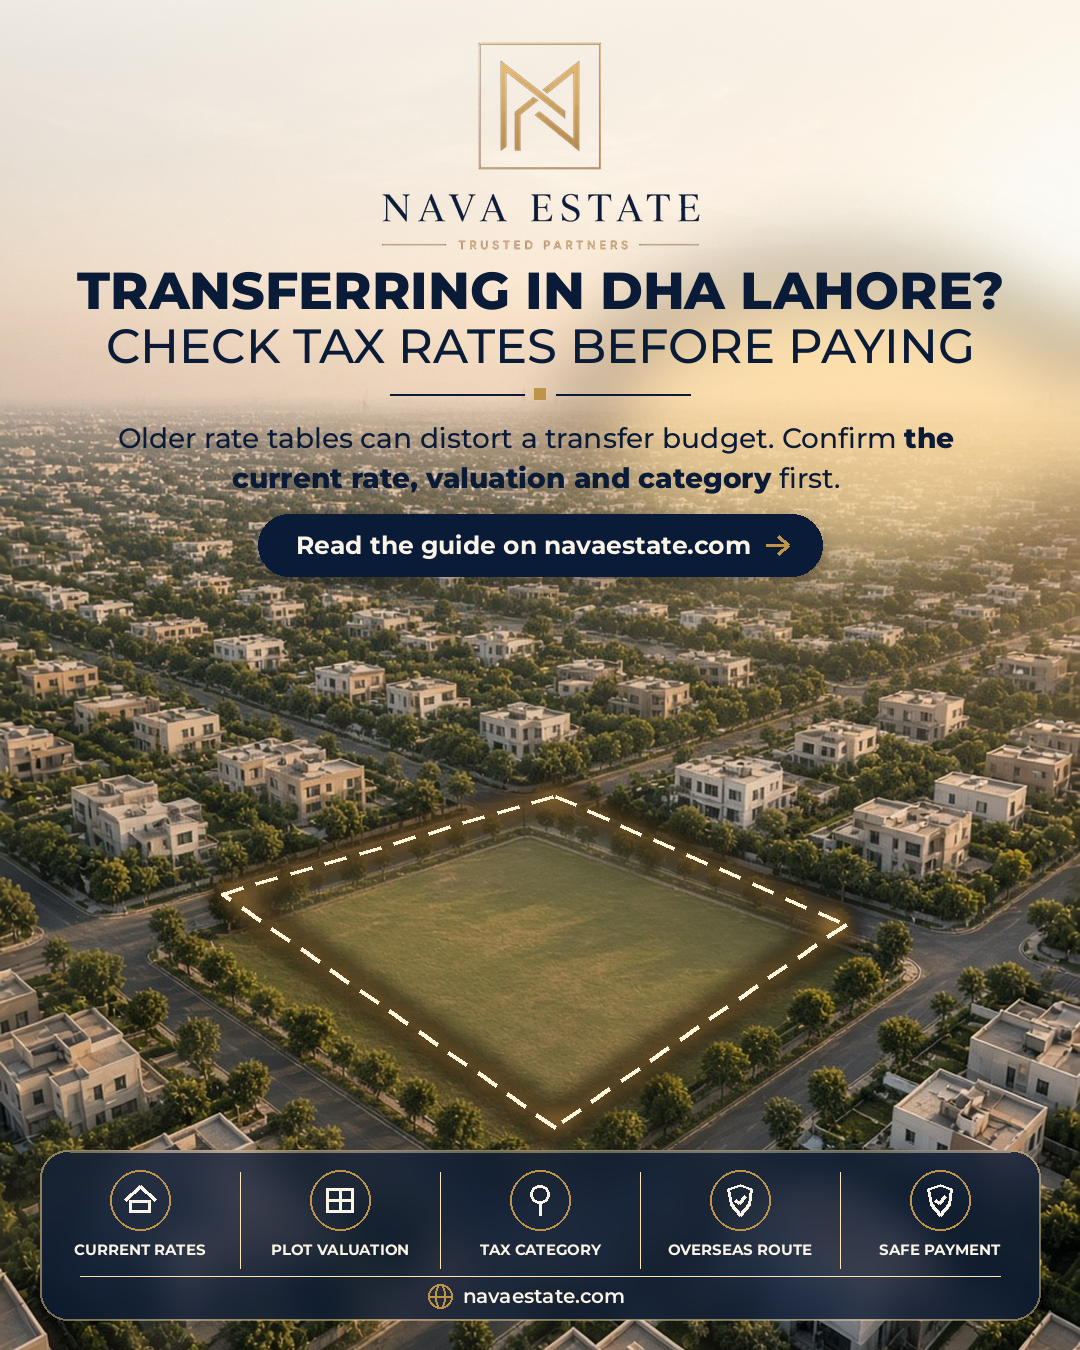 NAVA ESTATE
TRUSTED PARTNERS
TRANSFERRING IN DHA LAHORE?
CHECK TAX RATES BEFORE PAYING
Older rate tables can distort a transfer budget. Confirm the
current rate, valuation and category first.
Read the guide on navaestate.com →
CURRENT RATES
PLOT VALUATION
TAX CATEGORY
OVERSEAS ROUTE
SAFE PAYMENT
navaestate.com